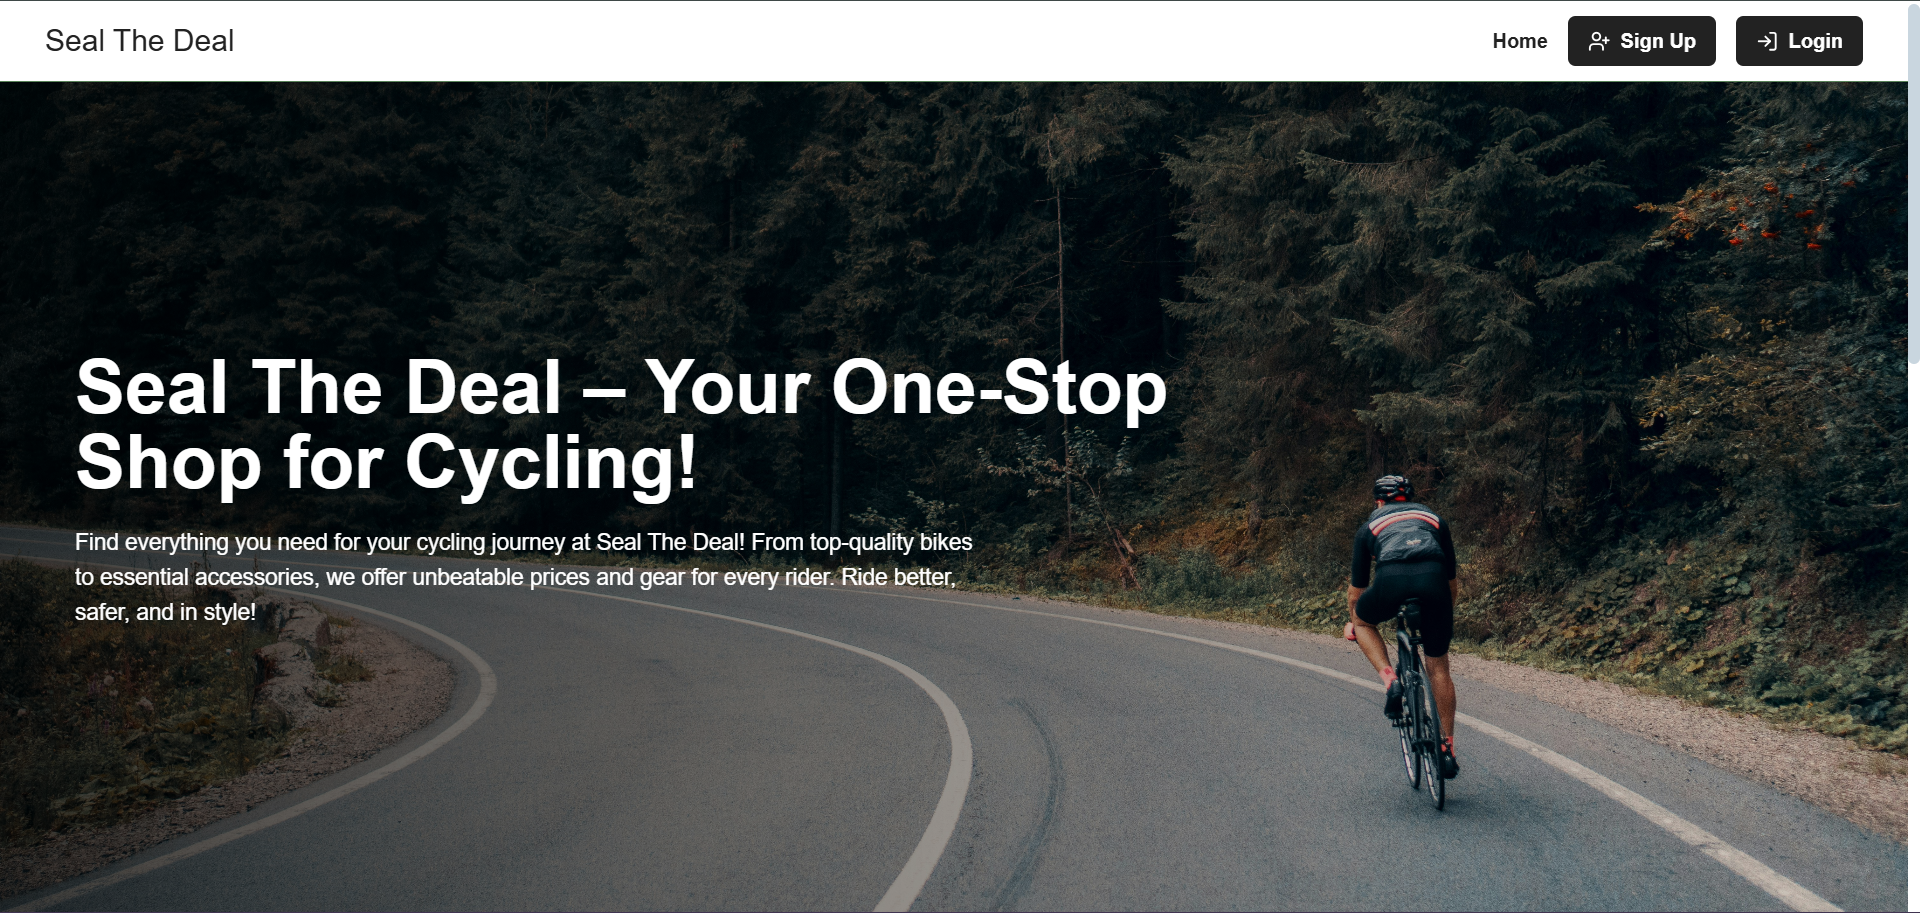 Seal The Deal
Home
Sign Up
Login
Seal The Deal – Your One-Stop
Shop for Cycling!
Find everything you need for your cycling journey at Seal The Deal! From top-quality bikes
to essential accessories, we offer unbeatable prices and gear for every rider. Ride better,
safer, and in style!